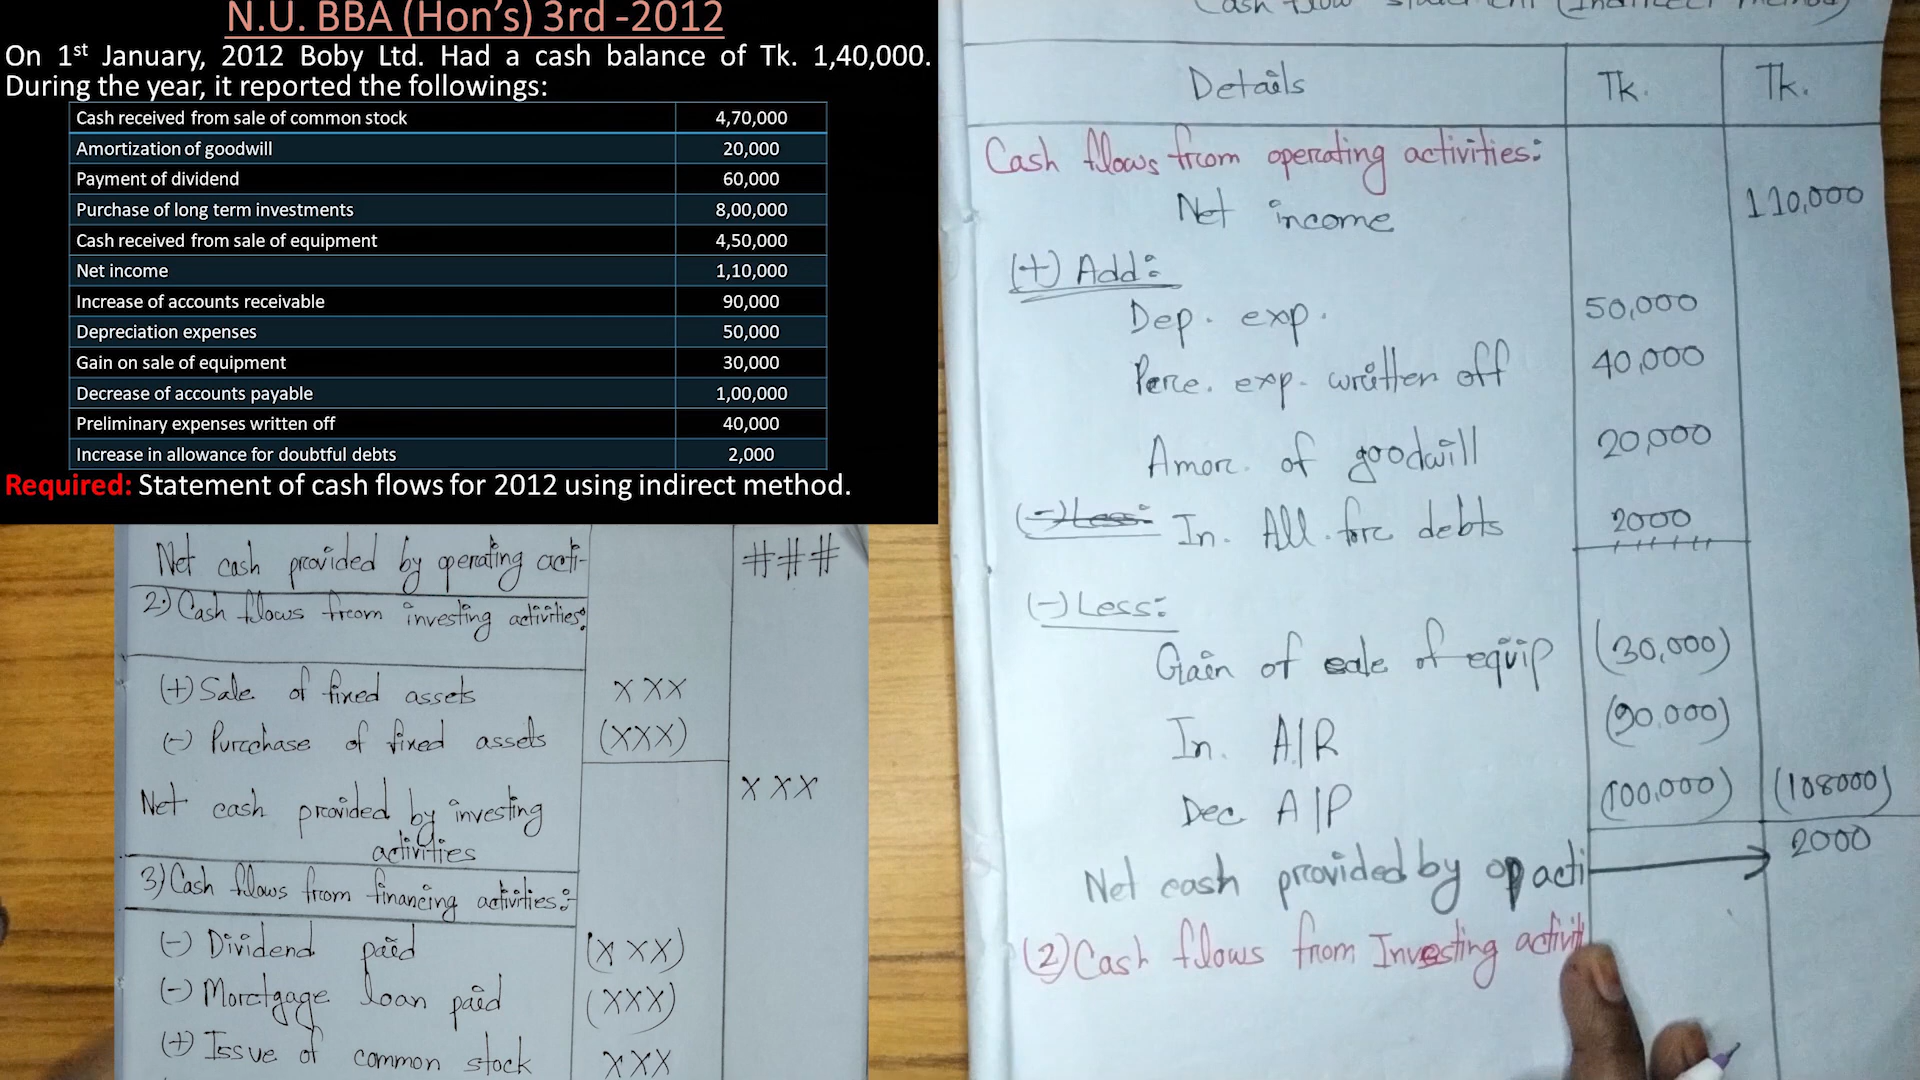 N.U. BBA (Hon’s) 3rd -2012
On 1st January, 2012 Boby Ltd. Had a cash balance of Tk. 1,40,000.
During the year, it reported the followings:
Cash received from sale of common stock 4,70,000
Amortization of goodwill 20,000
Payment of dividend 60,000
Purchase of long term investments 8,00,000
Cash received from sale of equipment 4,50,000
Net income 1,10,000
Increase of accounts receivable 90,000
Depreciation expenses 50,000
Gain on sale of equipment 30,000
Decrease of accounts payable 1,00,000
Preliminary expenses written off 40,000
Increase in allowance for doubtful debts 2,000
Required: Statement of cash flows for 2012 using indirect method.
Net cash provided by operating acti- ###
2.) Cash flows from investing activities:
(+) Sale of fixed assets XXX
(-) Purchase of fixed assets (XXX)
Net cash provided by investing XXX
activities
3) Cash flows from financing activities:-
(-) Dividend paid (XXX)
(-) Mortgage loan paid (XXX)
(+) Issue of common stock XXX
Cash flow statement (Indirect method)
Details Tk. Tk.
Cash flows from operating activities:
Net income 110,000
(+) Add:
Dep. exp. 50,000
Pere. exp. written off 40,000
Amor. of goodwill 20,000
(-) Less: In. All. for debts 2000
(-) Less:
Gain of sale of equip (30,000)
In. A/R (90.000)
Dec A/P (100,000) (108000)
Net cash provided by op acti 2000
(2) Cash flows from Investing activit